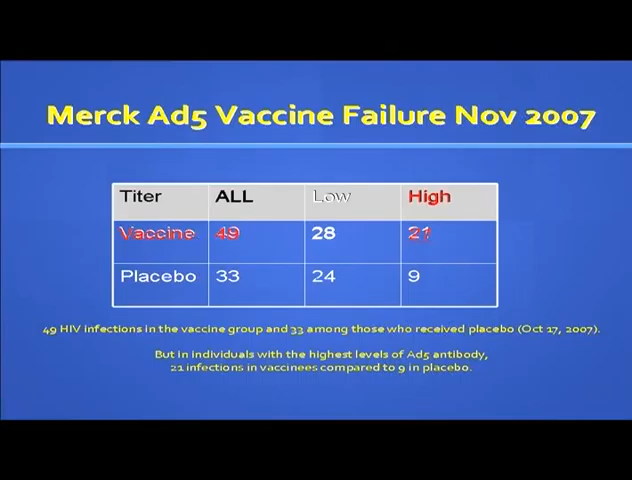 Merck Ad5 Vaccine Failure Nov 2007
Titer ALL Low High
Vaccine 49 28 21
Placebo 33 24 9
49 HIV infections in the vaccine group and 33 among those who received placebo (Oct 17, 2007).
But in individuals with the highest levels of Ad5 antibody,
21 infections in vaccinees compared to 9 in placebo.